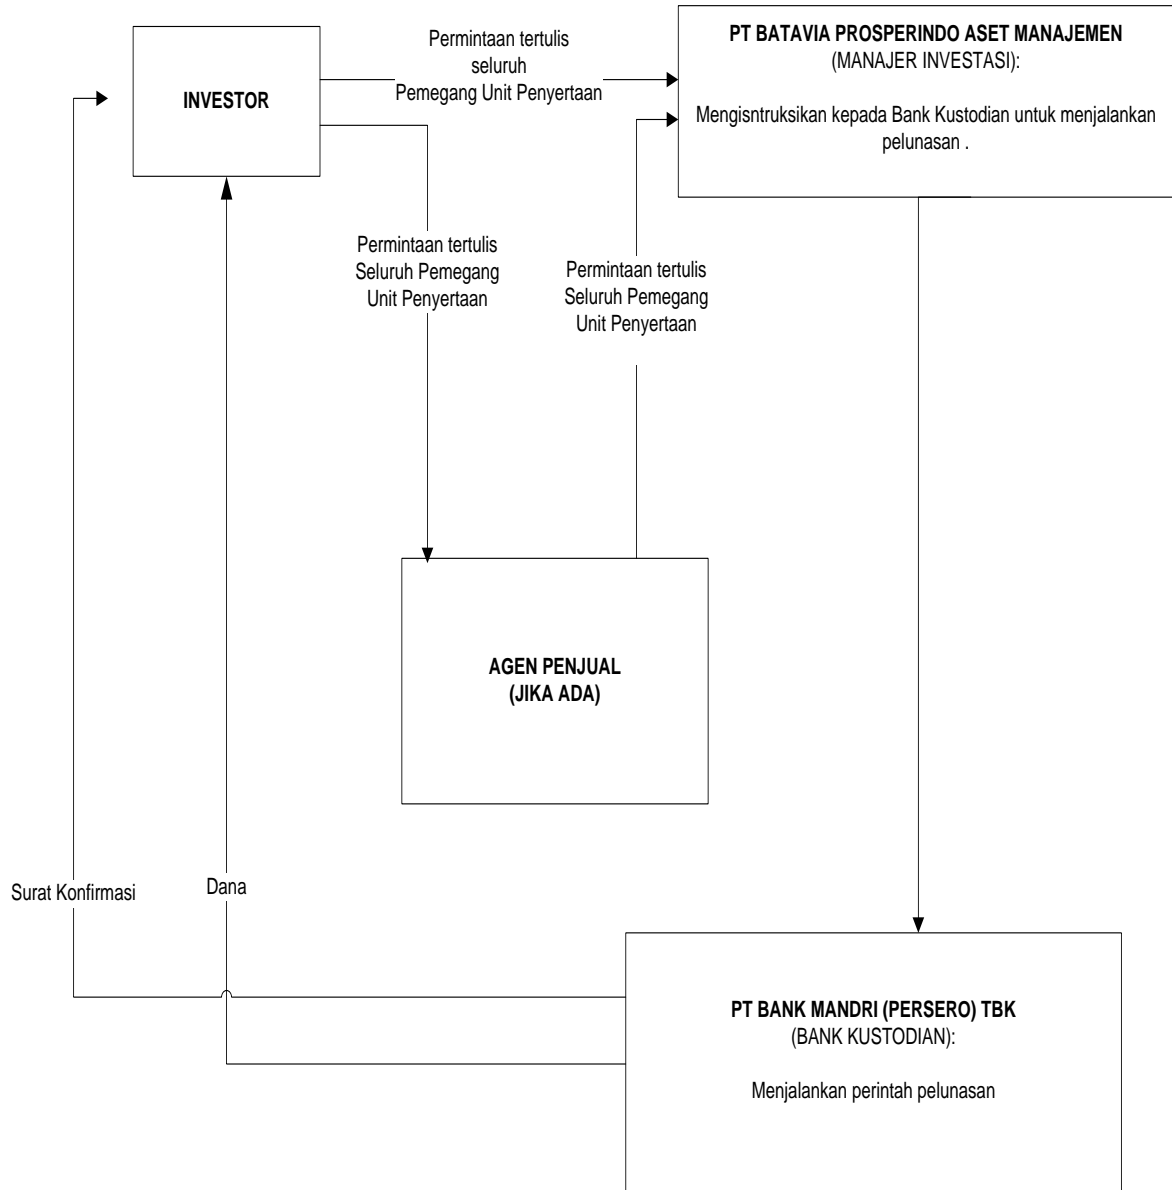 INVESTOR
Permintaan tertulis
seluruh
Pemegang Unit Penyertaan
PT BATAVIA PROSPERINDO ASET MANAJEMEN
(MANAJER INVESTASI):
Mengisntruksikan kepada Bank Kustodian untuk menjalankan
pelunasan .
Permintaan tertulis
Seluruh Pemegang
Unit Penyertaan
Permintaan tertulis
Seluruh Pemegang
Unit Penyertaan
AGEN PENJUAL
(JIKA ADA)
Surat Konfirmasi
Dana
PT BANK MANDRI (PERSERO) TBK
(BANK KUSTODIAN):
Menjalankan perintah pelunasan